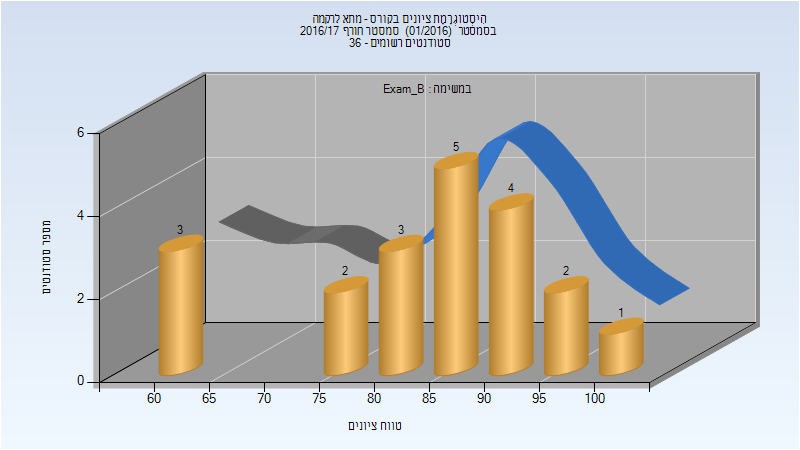 היסטוגרמת ציונים בקורס - מתא לרקמה
בסמסטר (01/2016) סמסטר חורף 2016/17
סטודנטים רשומים - 36
במשימה : Exam_B
מספר סטודנטים
6
4
2
0
3
2
3
5
4
2
1
60 65 70 75 80 85 90 95 100
טווח ציונים